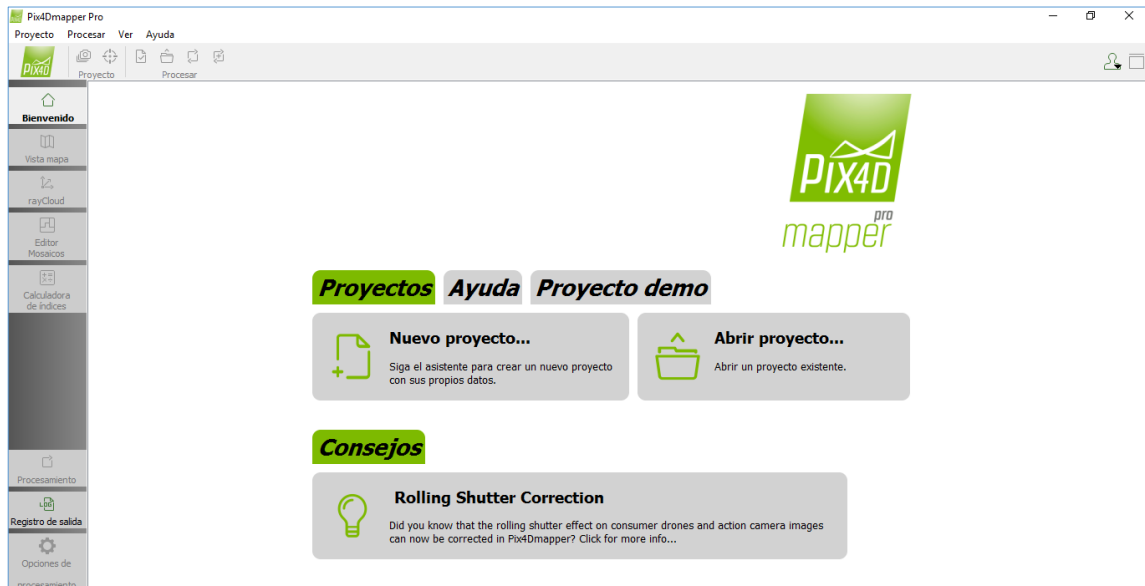 Pix4Dmapper Pro
Proyecto Procesar Ver Ayuda
PIX4D
Proyecto
Procesar
Bienvenido
Vista mapa
rayCloud
Editor
Mosaicos
Calculadora
de índices
Procesamiento
LOG
Registro de salida
Opciones de
procesamiento
PIX4D
pro
mapper
Proyectos Ayuda Proyecto demo
Nuevo proyecto...
Siga el asistente para crear un nuevo proyecto
con sus propios datos.
Abrir proyecto...
Abrir un proyecto existente.
Consejos
Rolling Shutter Correction
Did you know that the rolling shutter effect on consumer drones and action camera images
can now be corrected in Pix4Dmapper? Click for more info...